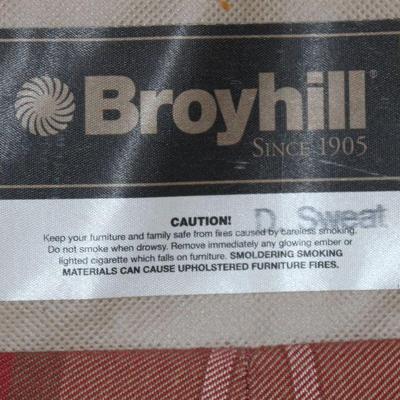 Broyhill®
SINCE 1905
CAUTION!
D. Sweat
Keep your furniture and family safe from fires caused by careless smoking.
Do not smoke when drowsy. Remove immediately any glowing ember or
lighted cigarette which falls on furniture. SMOLDERING SMOKING
MATERIALS CAN CAUSE UPHOLSTERED FURNITURE FIRES.